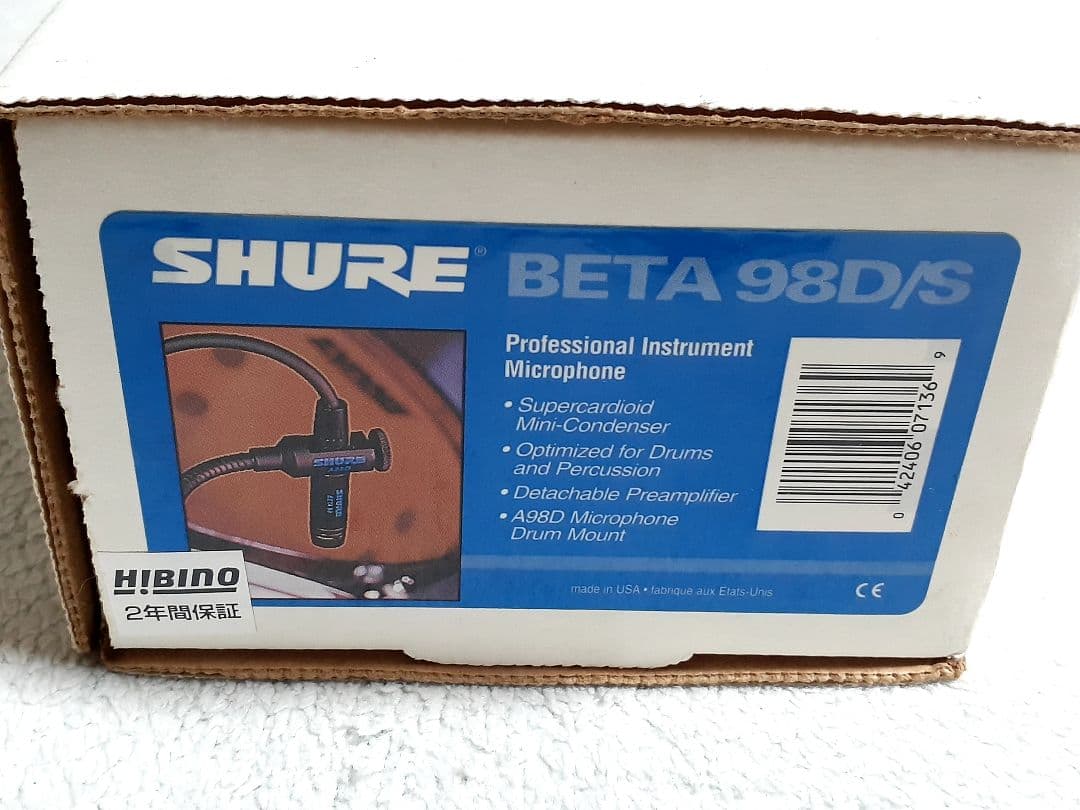 SHURE® BETA 98D/S
Professional Instrument
Microphone
• Supercardioid
Mini-Condenser
• Optimized for Drums
and Percussion
• Detachable Preamplifier
• A98D Microphone
Drum Mount
SHURE
SHURE
0 42406 07136 9
made in USA • fabriqué aux Etats-Unis
CE
H!BINO
2年間保証